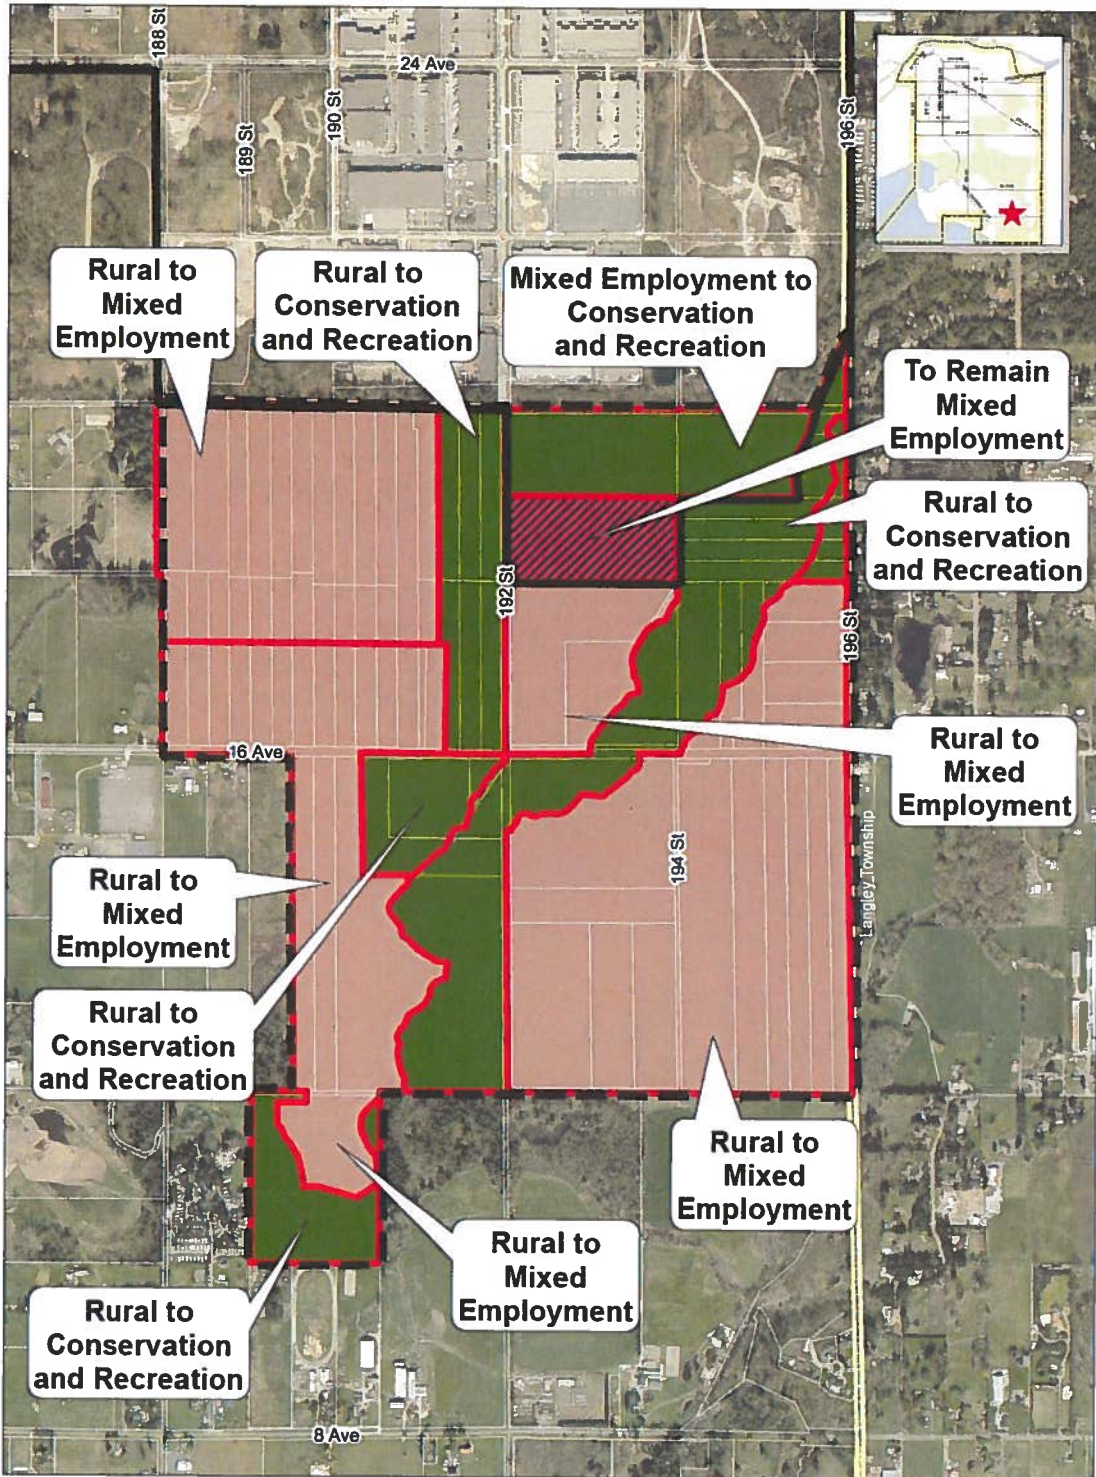 188 St
24 Ave
189 St
190 St
196 St
Rural to
Mixed
Employment
Rural to
Conservation
and Recreation
Mixed Employment to
Conservation
and Recreation
To Remain
Mixed
Employment
Rural to
Conservation
and Recreation
192 St
196 St
16 Ave
Rural to
Mixed
Employment
194 St
Langley_Township
Rural to
Mixed
Employment
Rural to
Conservation
and Recreation
Rural to
Mixed
Employment
Rural to
Mixed
Employment
Rural to
Conservation
and Recreation
8 Ave